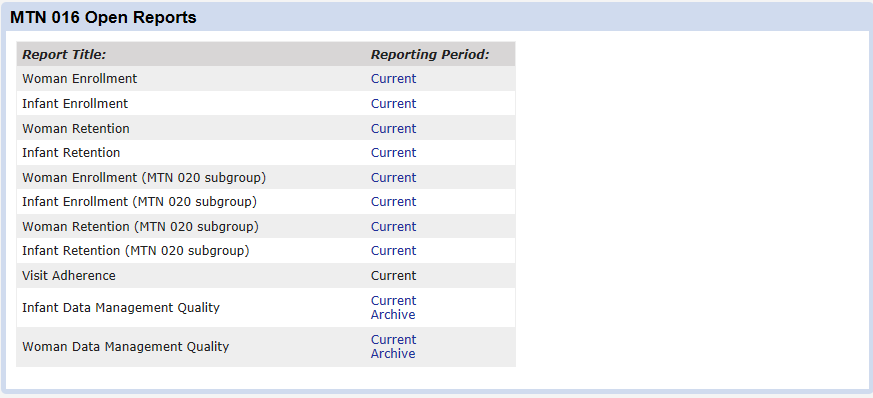 MTN 016 Open Reports
Report Title: Reporting Period:
Woman Enrollment Current
Infant Enrollment Current
Woman Retention Current
Infant Retention Current
Woman Enrollment (MTN 020 subgroup) Current
Infant Enrollment (MTN 020 subgroup) Current
Woman Retention (MTN 020 subgroup) Current
Infant Retention (MTN 020 subgroup) Current
Visit Adherence Current
Infant Data Management Quality Current
Archive
Woman Data Management Quality Current
Archive